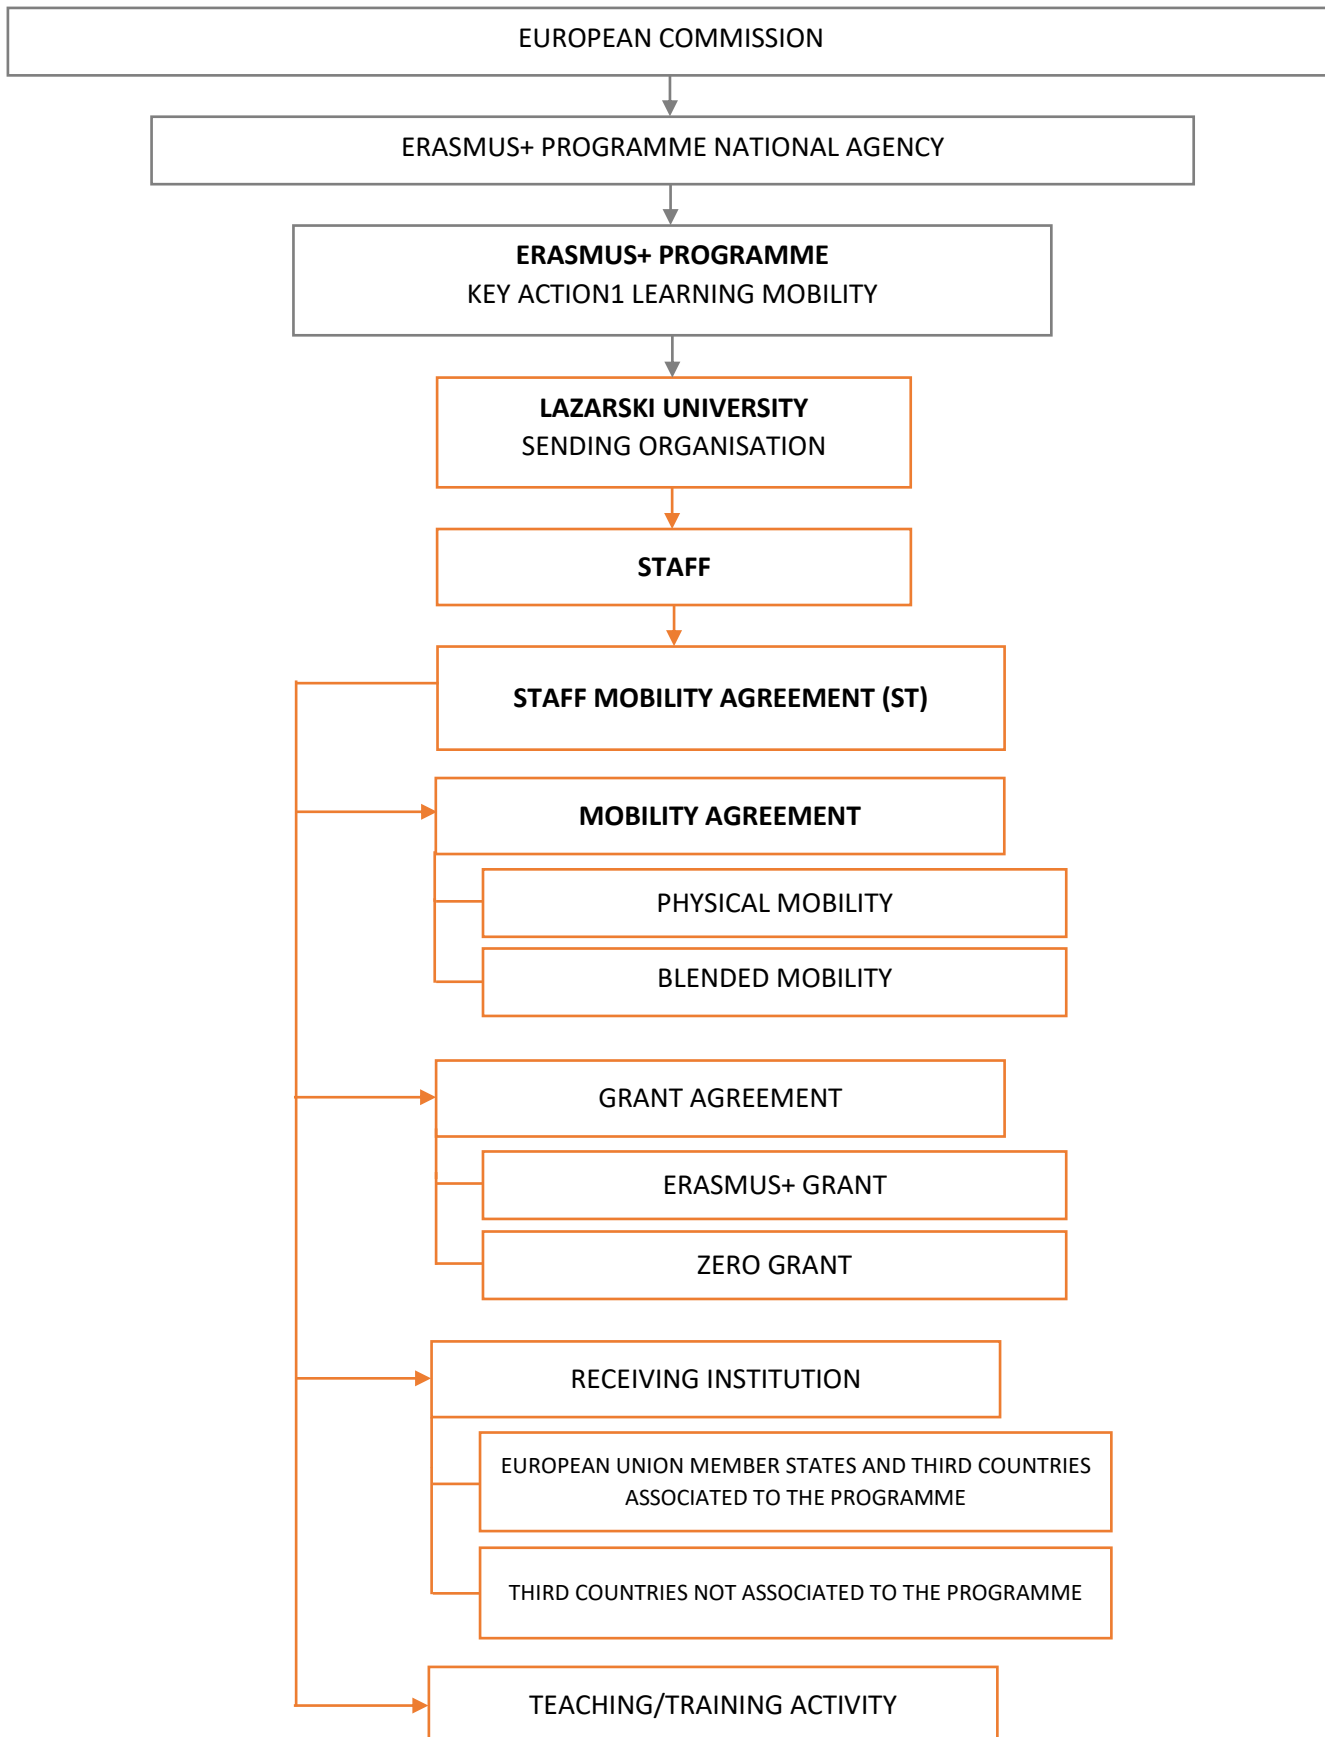 EUROPEAN COMMISSION
ERASMUS+ PROGRAMME NATIONAL AGENCY
ERASMUS+ PROGRAMME
KEY ACTION1 LEARNING MOBILITY
LAZARSKI UNIVERSITY
SENDING ORGANISATION
STAFF
STAFF MOBILITY AGREEMENT (ST)
MOBILITY AGREEMENT
PHYSICAL MOBILITY
BLENDED MOBILITY
GRANT AGREEMENT
ERASMUS+ GRANT
ZERO GRANT
RECEIVING INSTITUTION
EUROPEAN UNION MEMBER STATES AND THIRD COUNTRIES
ASSOCIATED TO THE PROGRAMME
THIRD COUNTRIES NOT ASSOCIATED TO THE PROGRAMME
TEACHING/TRAINING ACTIVITY